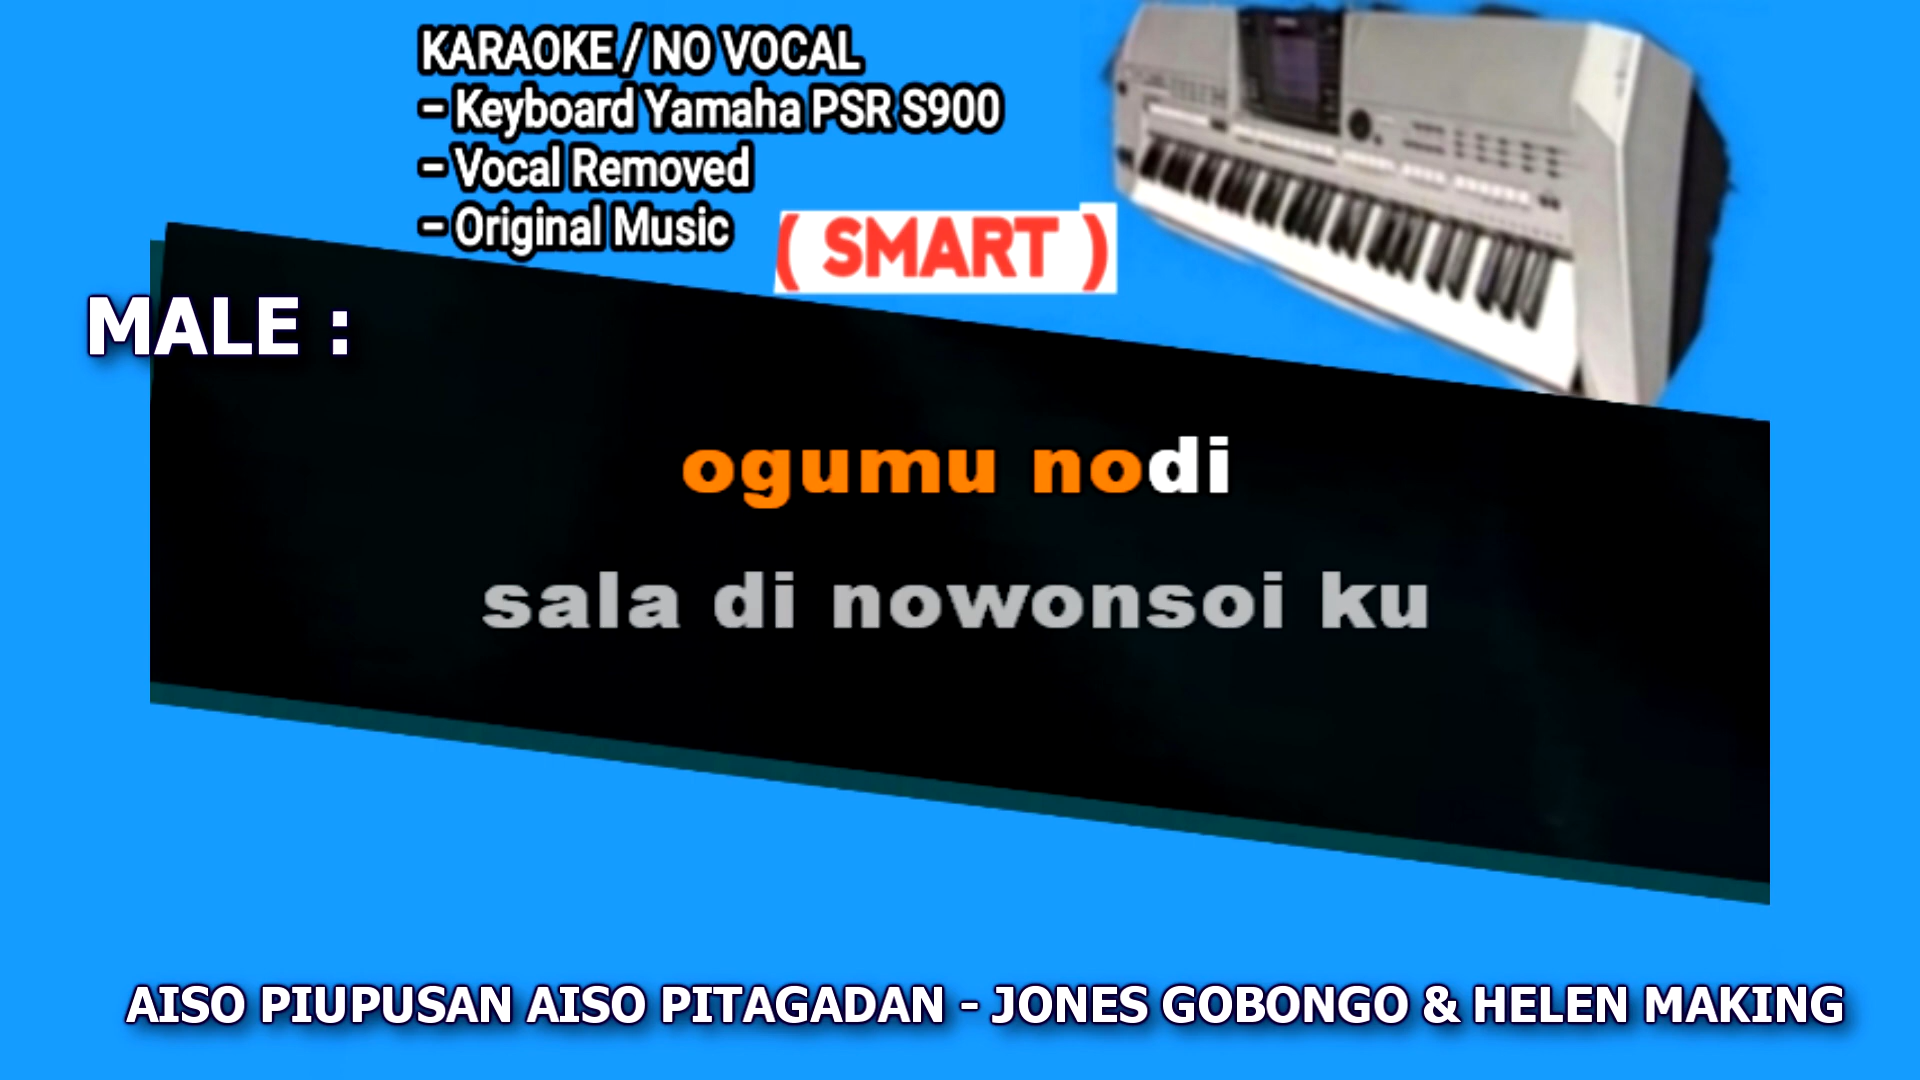 KARAOKE / NO VOCAL
– Keyboard Yamaha PSR S900
– Vocal Removed
– Original Music
( SMART )
MALE :
ogumu nodi
sala di nowonsoi ku
AISO PIUPUSAN AISO PITAGADAN – JONES GOBONGO & HELEN MAKING